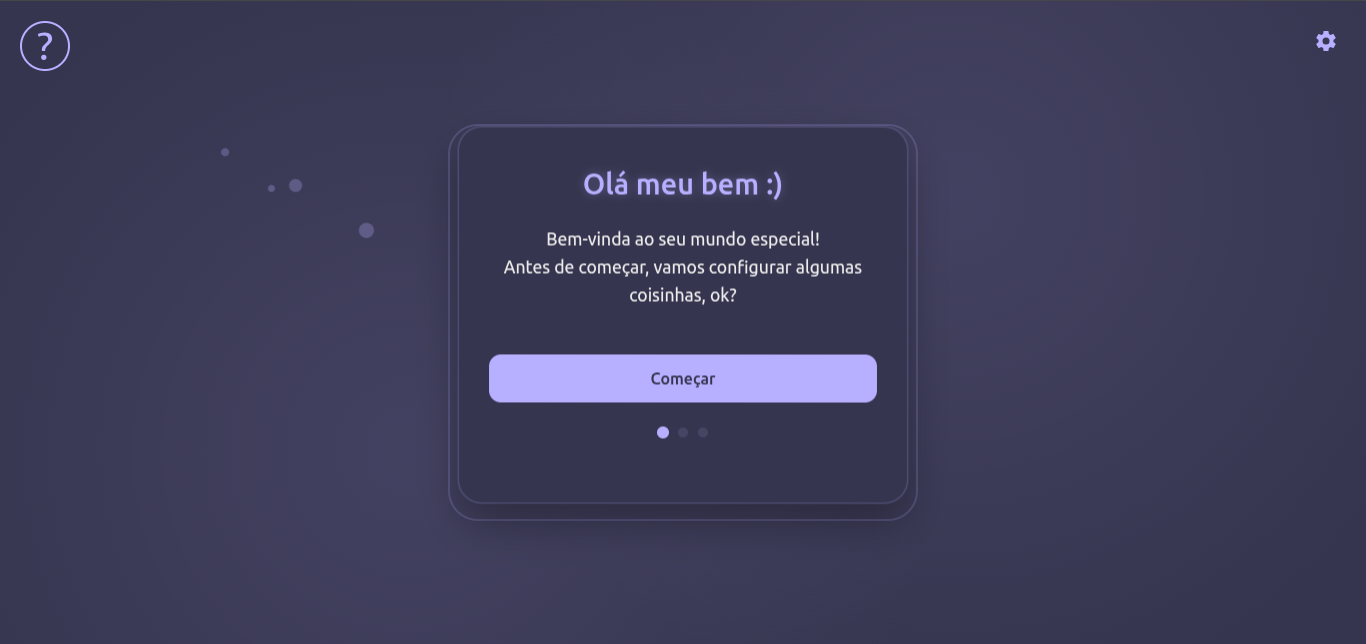 ?
Olá meu bem :)
Bem-vinda ao seu mundo especial!
Antes de começar, vamos configurar algumas
coisinhas, ok?
Começar